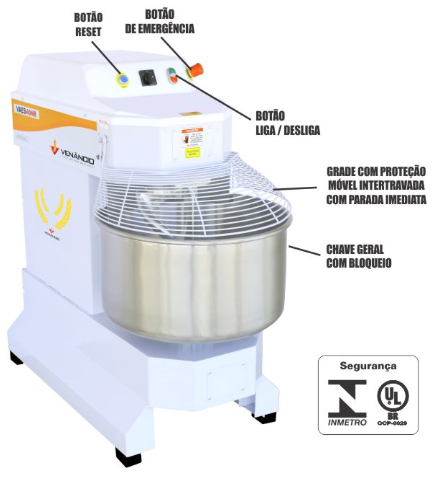 BOTÃO
RESET
BOTÃO
DE EMERGÊNCIA
BOTÃO
LIGA / DESLIGA
VENÂNCIO
GRADE COM PROTEÇÃO
MÓVEL INTERTRAVADA
COM PARADA IMEDIATA
CHAVE GERAL
COM BLOQUEIO
Segurança
INMETRO
UL
BR
OCP-0029